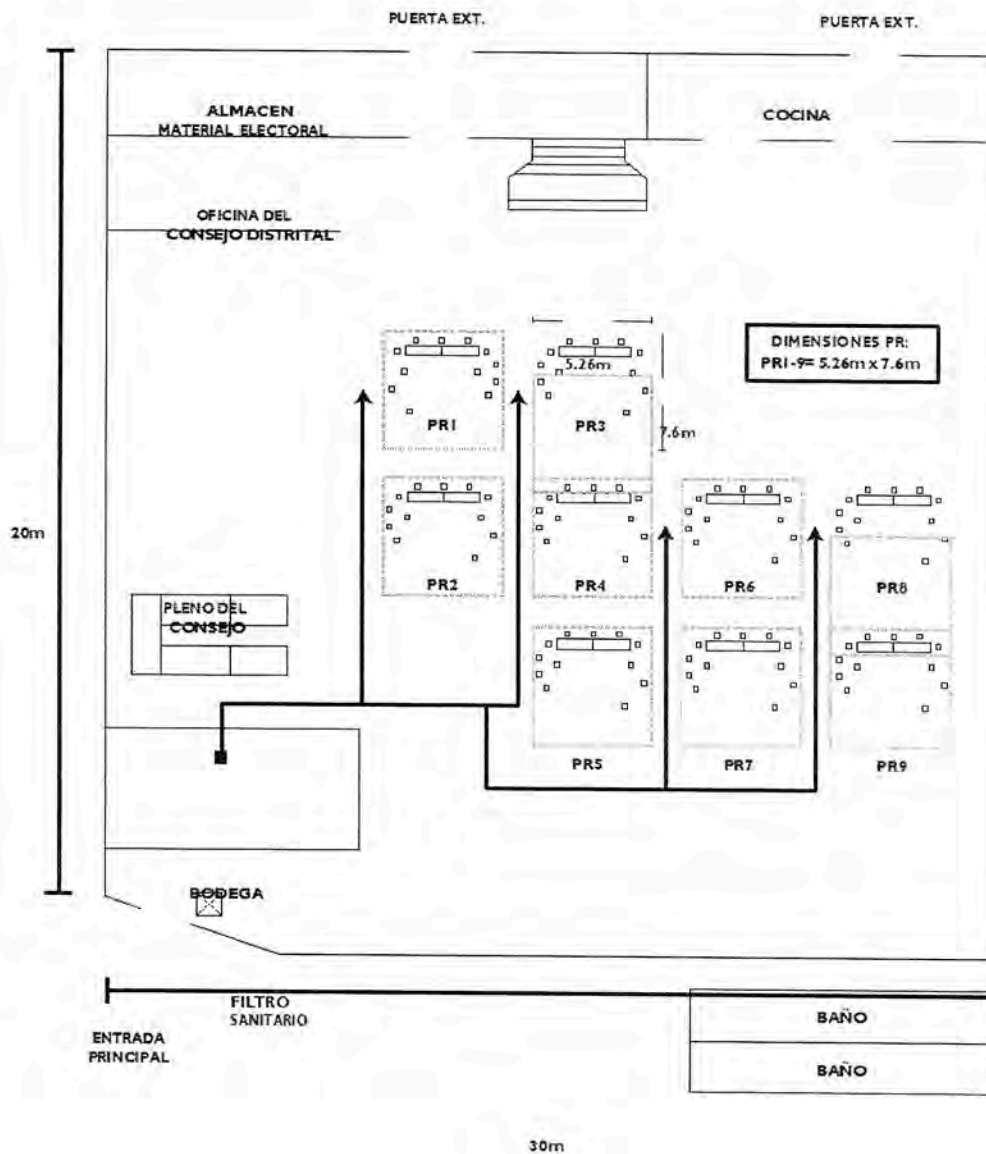 PUERTA EXT.
PUERTA EXT.
ALMACEN
MATERIAL ELECTORAL
COCINA
OFICINA DEL
CONSEJO DISTRITAL
DIMENSIONES PR:
PR1-9= 5.26m x 7.6m
5.26m
PR1
PR3
7.6m
20m
PR2
PR4
PR6
PR8
PLENO DEL
CONSEJO
PR5
PR7
PR9
BODEGA
FILTRO
SANITARIO
ENTRADA
PRINCIPAL
BAÑO
BAÑO
30m